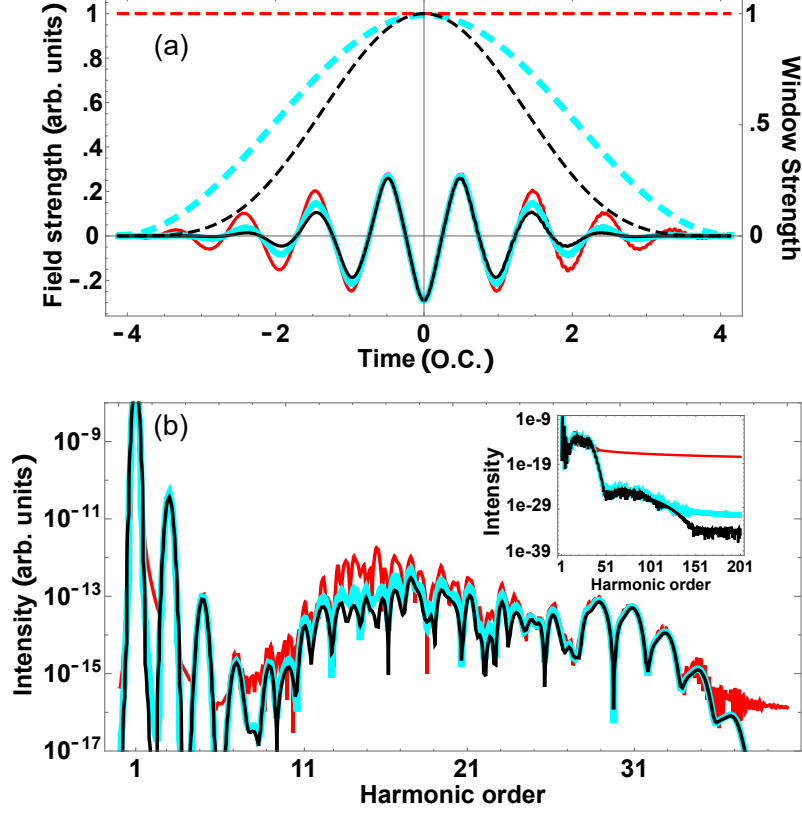 (a)
Field strength (arb. units)
1
.8
.6
.4
.2
0
-.2
1
.5
0
Window Strength
-4
-2
0
2
4
Time (O.C.)
(b)
Intensity (arb. units)
10-9
10-11
10-13
10-15
10-17
1
11
21
31
Harmonic order
Intensity
1e-9
1e-19
1e-29
1e-39
1
51
101
151
201
Harmonic order